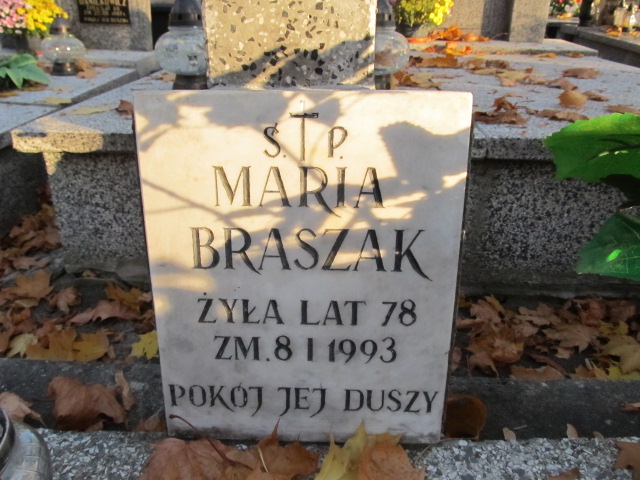 Ś. P.
MARIA
BRASZAK
ŻYŁA LAT 78
ZM. 8 I 1993
POKÓJ JEJ DUSZY